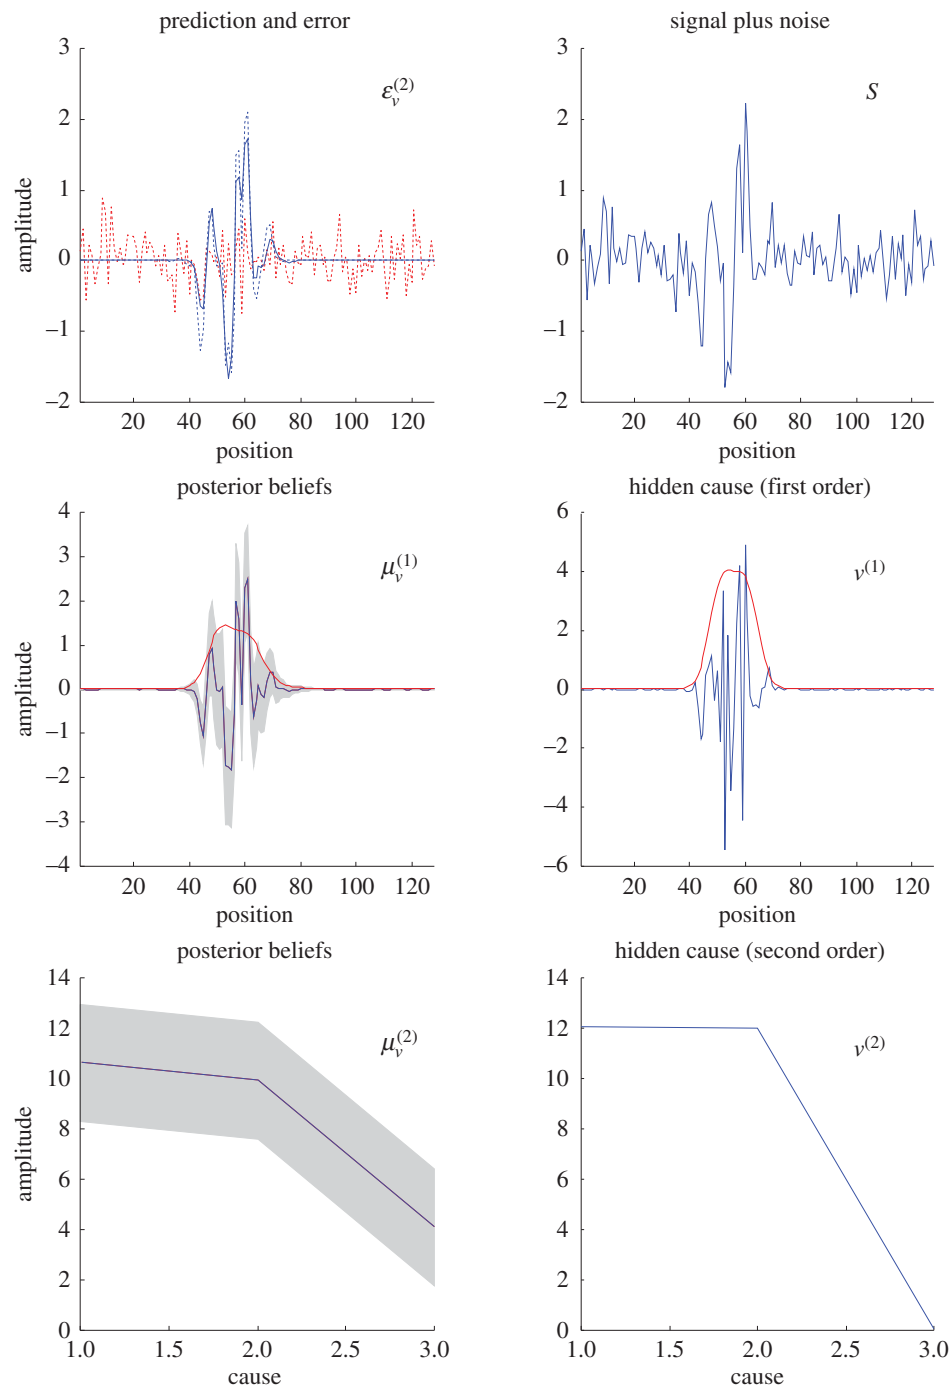 prediction and error
signal plus noise
3
2
1
0
−1
−2
amplitude
ε_v^(2)
20 40 60 80 100 120
position
3
2
1
0
−1
−2
S
20 40 60 80 100 120
position
posterior beliefs
hidden cause (first order)
4
3
2
1
0
−1
−2
−3
−4
amplitude
μ_v^(1)
20 40 60 80 100 120
position
6
4
2
0
−2
−4
−6
v^(1)
20 40 60 80 100 120
position
posterior beliefs
hidden cause (second order)
14
12
10
8
6
4
2
0
amplitude
μ_v^(2)
1.0 1.5 2.0 2.5 3.0
cause
14
12
10
8
6
4
2
0
v^(2)
1.0 1.5 2.0 2.5 3.0
cause